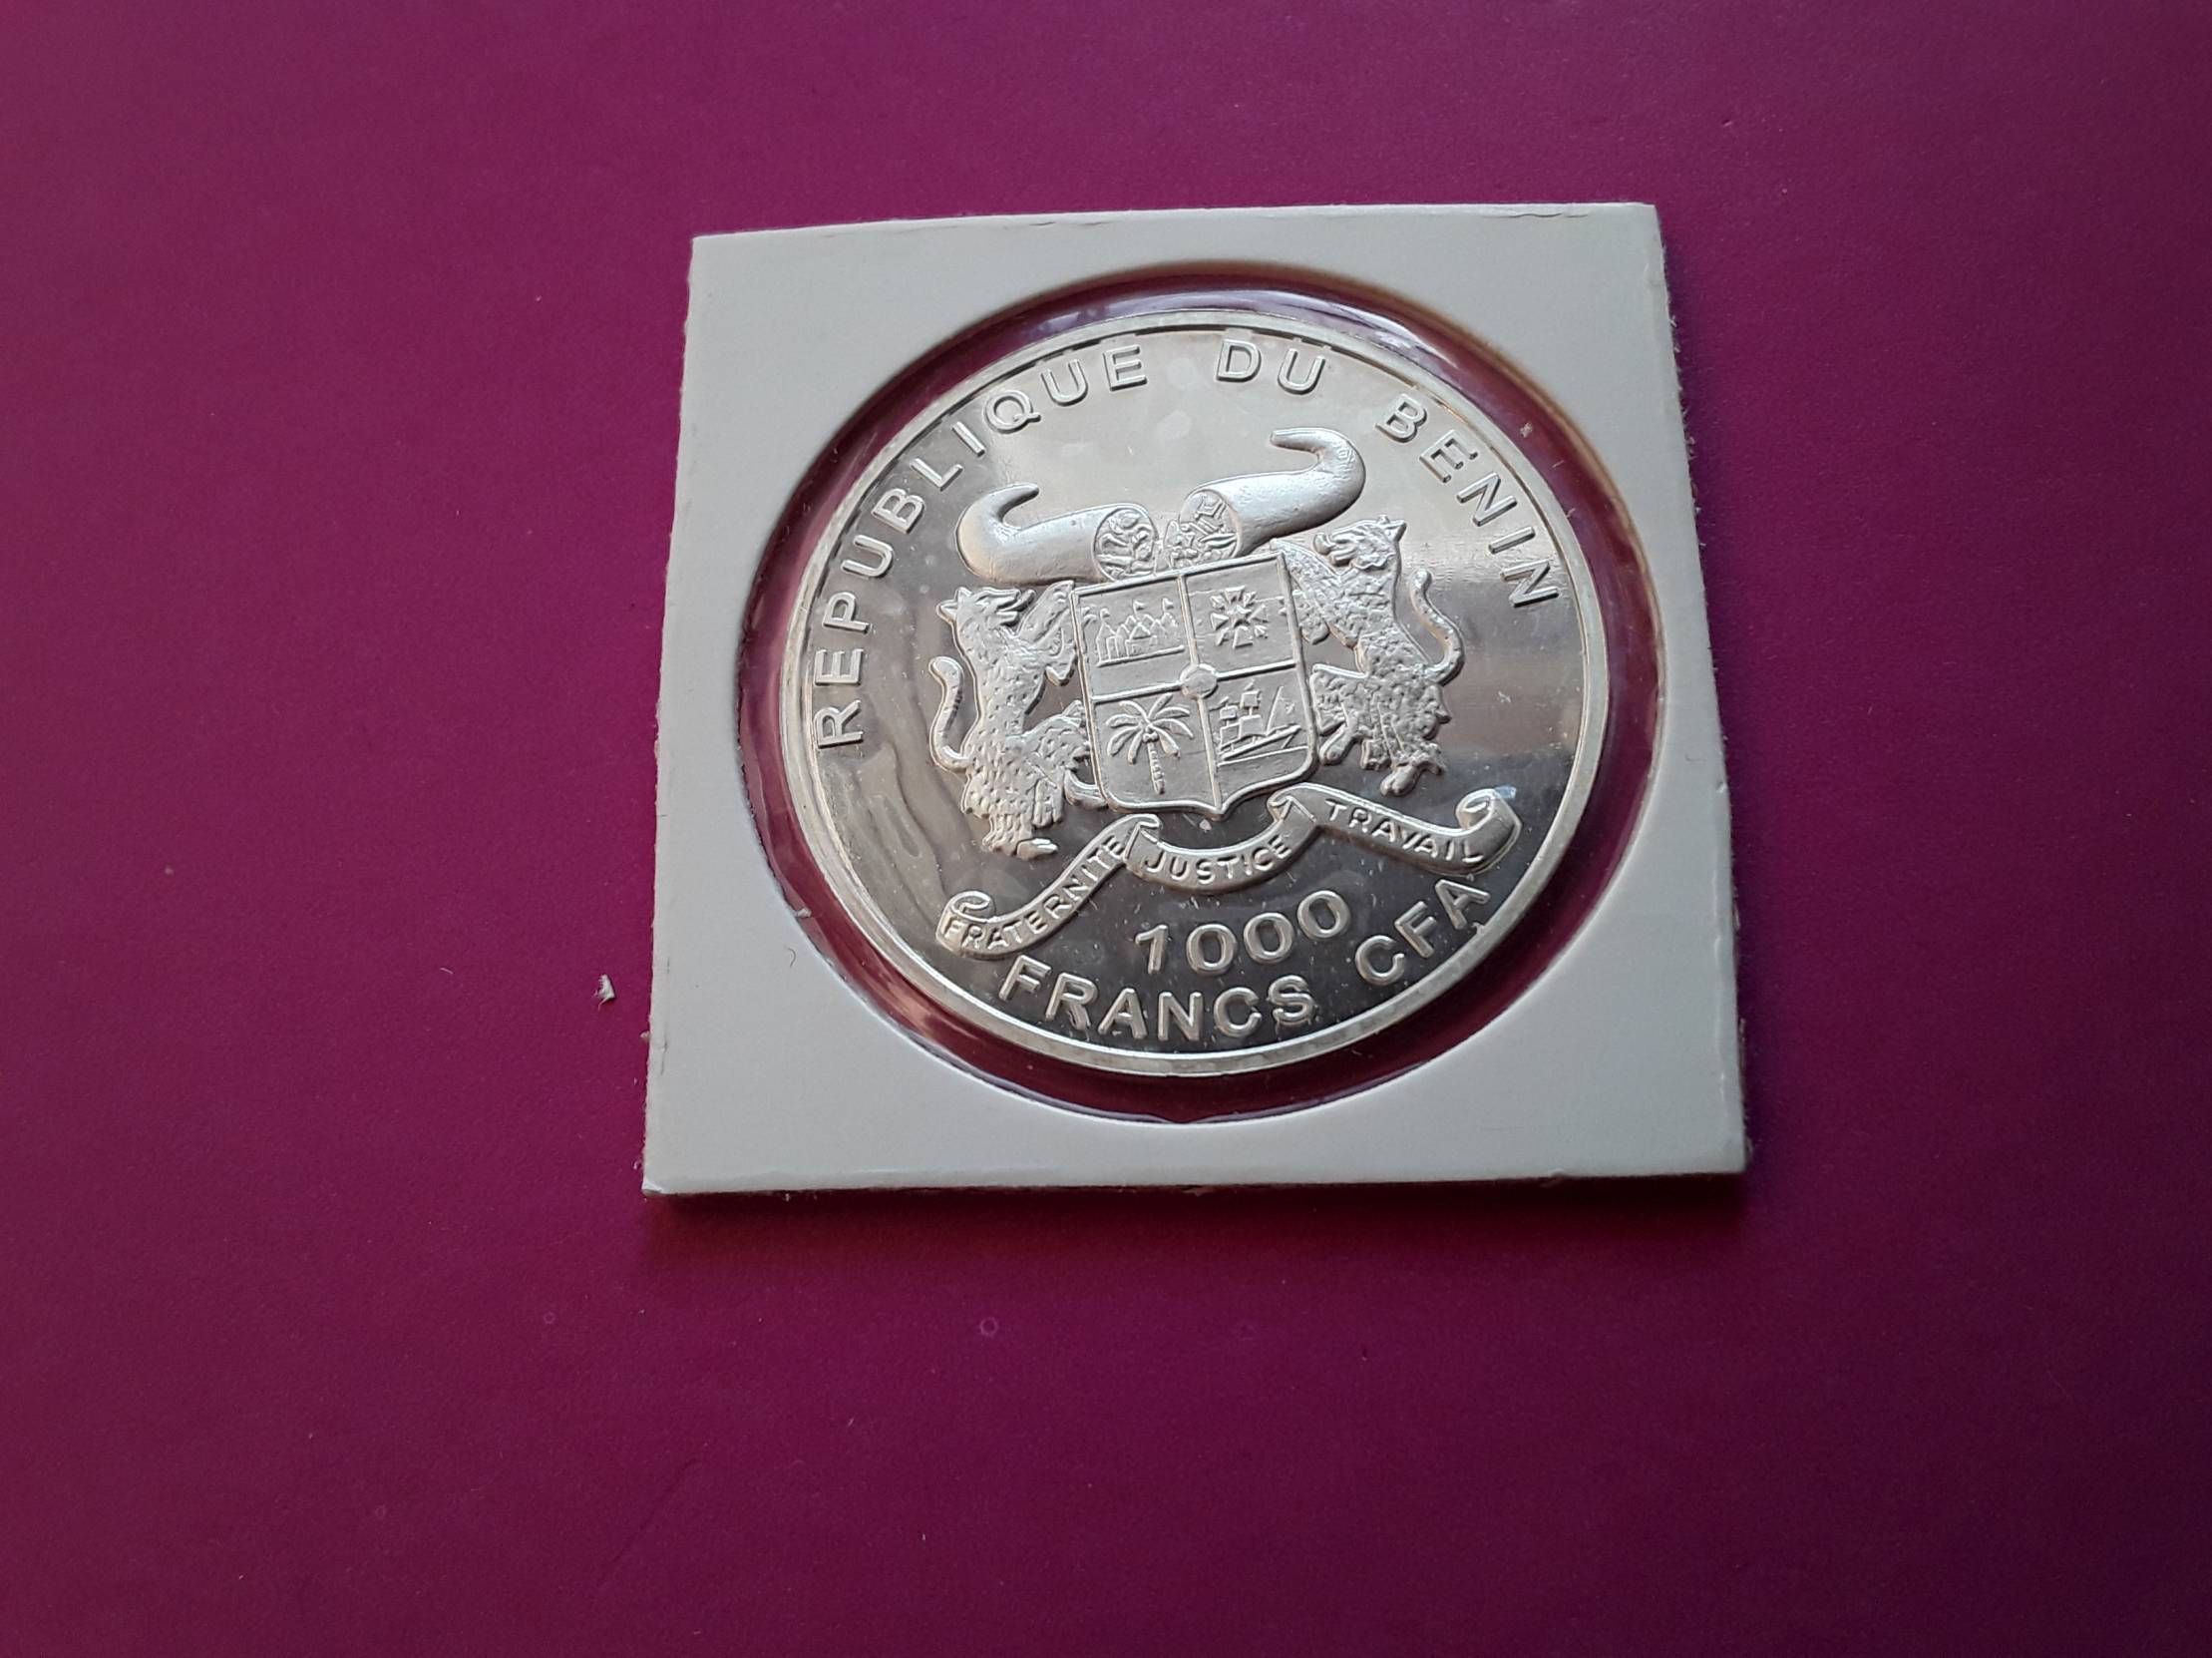 REPUBLIQUE DU BENIN
FRATERNITE JUSTICE TRAVAIL
1000
FRANCS CFA